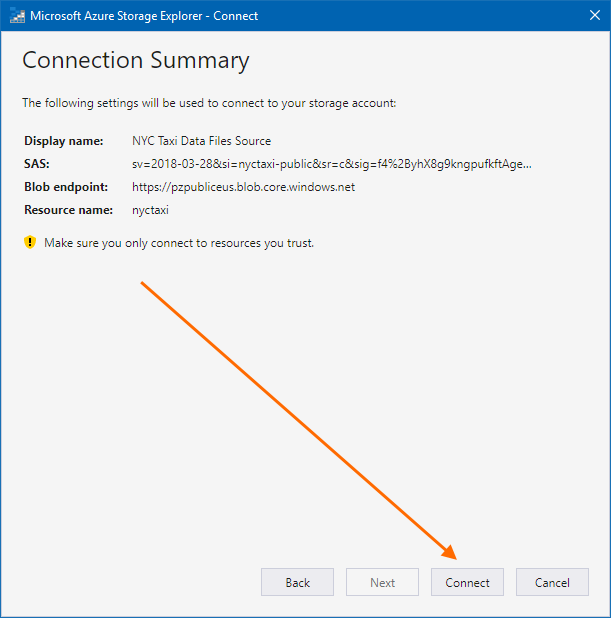 Microsoft Azure Storage Explorer - Connect
Connection Summary
The following settings will be used to connect to your storage account:
Display name: NYC Taxi Data Files Source
SAS: sv=2018-03-28&si=nyctaxi-public&sr=c&sig=f4%2ByhX8g9kngpufkftAge...
Blob endpoint: https://pzpubliceus.blob.core.windows.net
Resource name: nyctaxi
Make sure you only connect to resources you trust.
Back Next Connect Cancel